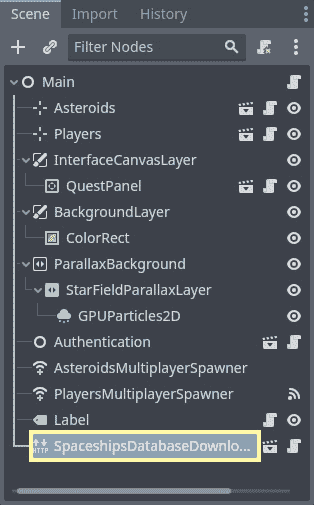 Scene Import History
Filter Nodes
Main
Asteroids
Players
InterfaceCanvasLayer
QuestPanel
BackgroundLayer
ColorRect
ParallaxBackground
StarFieldParallaxLayer
GPUParticles2D
Authentication
AsteroidsMultiplayerSpawner
PlayersMultiplayerSpawner
Label
HTTP SpaceshipsDatabaseDownlo...